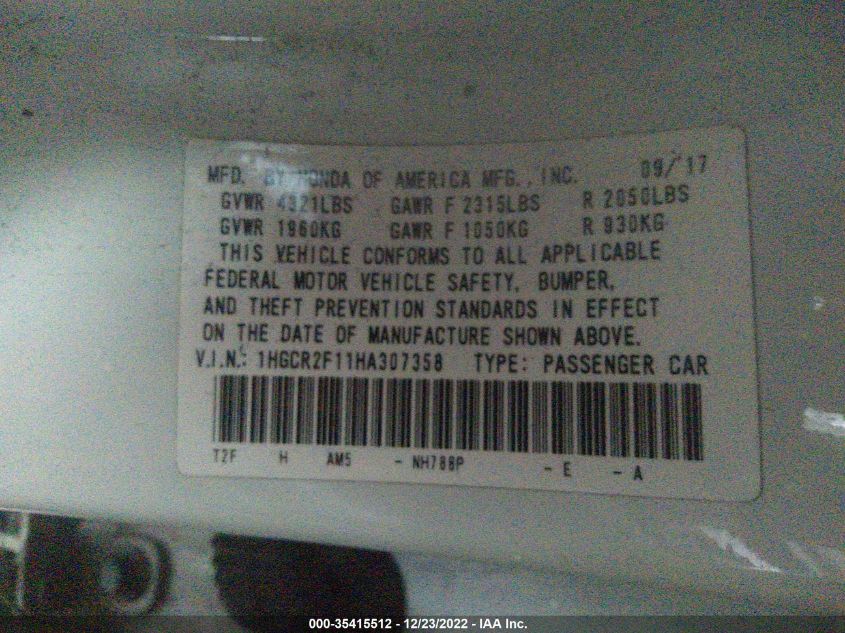 MFD. BY HONDA OF AMERICA MFG., INC. 09/17
GVWR 4321LBS GAWR F 2315LBS R 2050LBS
GVWR 1960KG GAWR F 1050KG R 930KG
THIS VEHICLE CONFORMS TO ALL APPLICABLE
FEDERAL MOTOR VEHICLE SAFETY, BUMPER,
AND THEFT PREVENTION STANDARDS IN EFFECT
ON THE DATE OF MANUFACTURE SHOWN ABOVE.
V.I.N.: 1HGCR2F11HA307358 TYPE: PASSENGER CAR
T2F H AM5 - NH788P - E - A
000-35415512 - 12/23/2022 - IAA Inc.